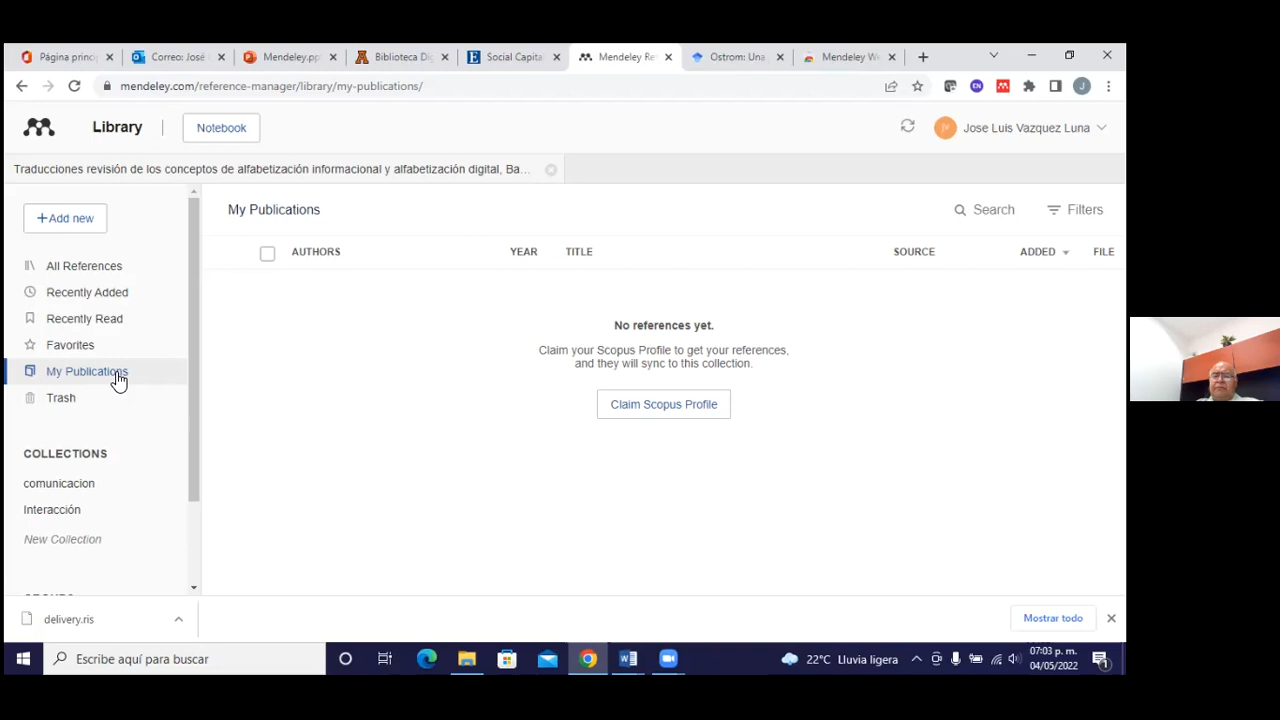 Página princ
Correo: José
Mendeley.pp
Biblioteca Di
Social Capita
Mendeley Re
Ostrom: Una
Mendeley W
mendeley.com/reference-manager/library/my-publications/
EN
J
Library
Notebook
Jose Luis Vazquez Luna
Traducciones revisión de los conceptos de alfabetización informacional y alfabetización digital, Ba...
+Add new
My Publications
Search
Filters
AUTHORS
YEAR
TITLE
SOURCE
ADDED
FILE
All References
Recently Added
Recently Read
Favorites
My Publications
Trash
No references yet.
Claim your Scopus Profile to get your references,
and they will sync to this collection.
Claim Scopus Profile
COLLECTIONS
comunicacion
Interacción
New Collection
GROUPS
delivery.ris
Mostrar todo
Escribe aquí para buscar
22°C Lluvia ligera
07:03 p. m.
04/05/2022
1